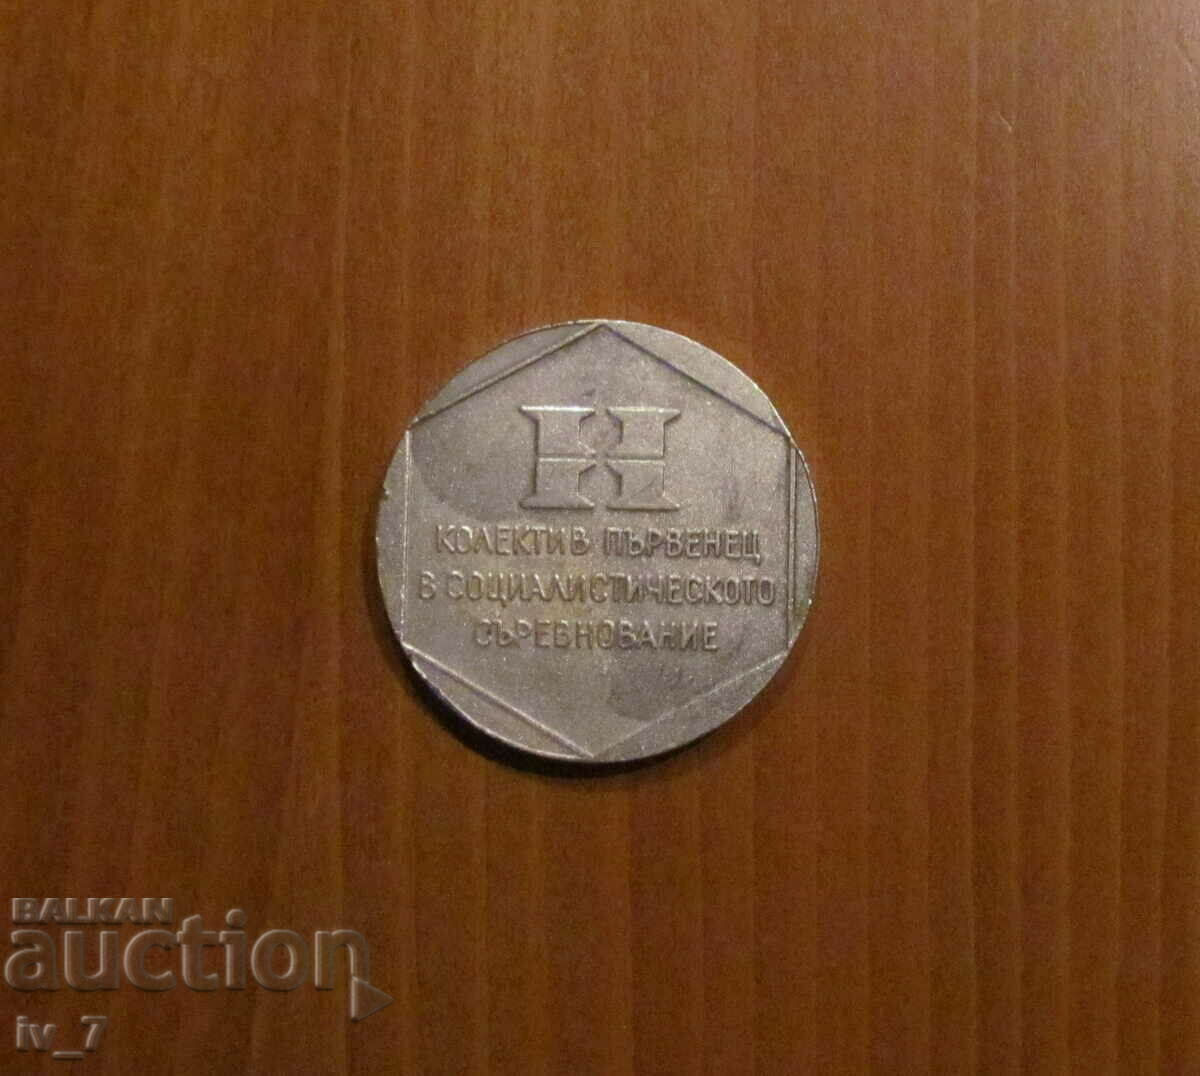 КОЛЕКТИВ ПЪРВЕНЕЦ
В СОЦИАЛИСТИЧЕСКОТО
СЪРЕВНОВАНИЕ
BALKAN
auction
iv_7